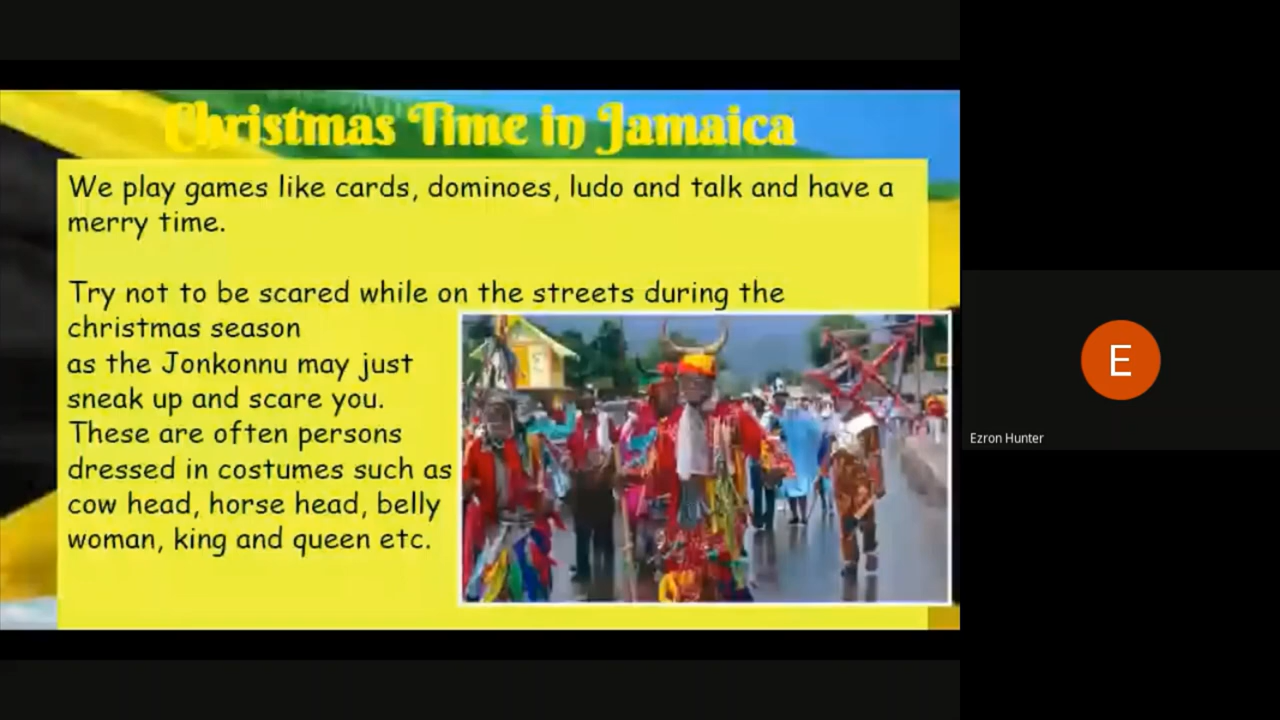 Christmas Time in Jamaica
We play games like cards, dominoes, ludo and talk and have a
merry time.
Try not to be scared while on the streets during the
christmas season
as the Jonkonnu may just
sneak up and scare you.
These are often persons
dressed in costumes such as
cow head, horse head, belly
woman, king and queen etc.
E
Ezron Hunter